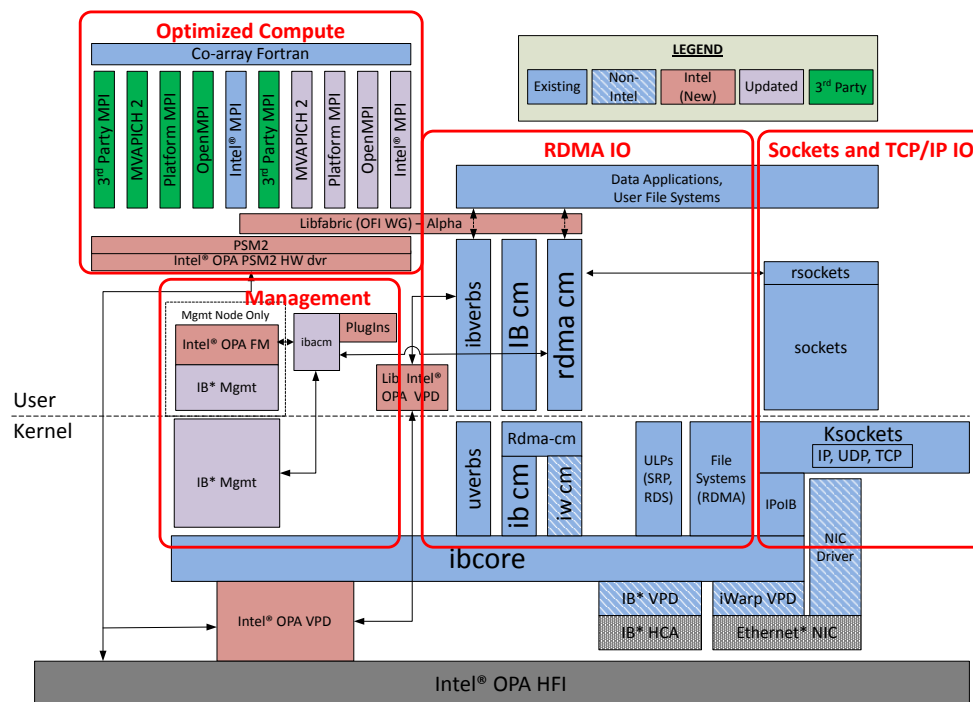 Optimized Compute
Co-array Fortran
3rd Party MPI
MVAPICH 2
Platform MPI
OpenMPI
Intel® MPI
3rd Party MPI
MVAPICH 2
Platform MPI
OpenMPI
Intel® MPI
LEGEND
Existing
Non-
Intel
Intel
(New)
Updated
3rd Party
RDMA IO
Sockets and TCP/IP IO
Data Applications,
User File Systems
Libfabric (OFI WG) – Alpha
PSM2
Intel® OPA PSM2 HW dvr
Management
Mgmt Node Only
Intel® OPA FM
IB* Mgmt
ibacm
PlugIns
Lib Intel®
OPA VPD
ibverbs
IB cm
rdma cm
rsockets
sockets
User
Kernel
IB* Mgmt
uverbs
Rdma-cm
ib cm
iw cm
ULPs
(SRP,
RDS)
File
Systems
(RDMA)
Ksockets
IP, UDP, TCP
IPoIB
NIC
Driver
ibcore
Intel® OPA VPD
IB* VPD
IB* HCA
iWarp VPD
Ethernet* NIC
Intel® OPA HFI